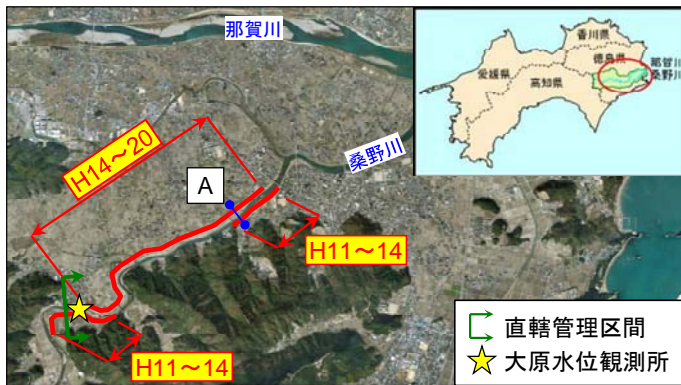 那賀川
香川県
徳島県
愛媛県
高知県
那賀川
桑野川
桑野川
H14～20
A
H11～14
H11～14
直轄管理区間
大原水位観測所